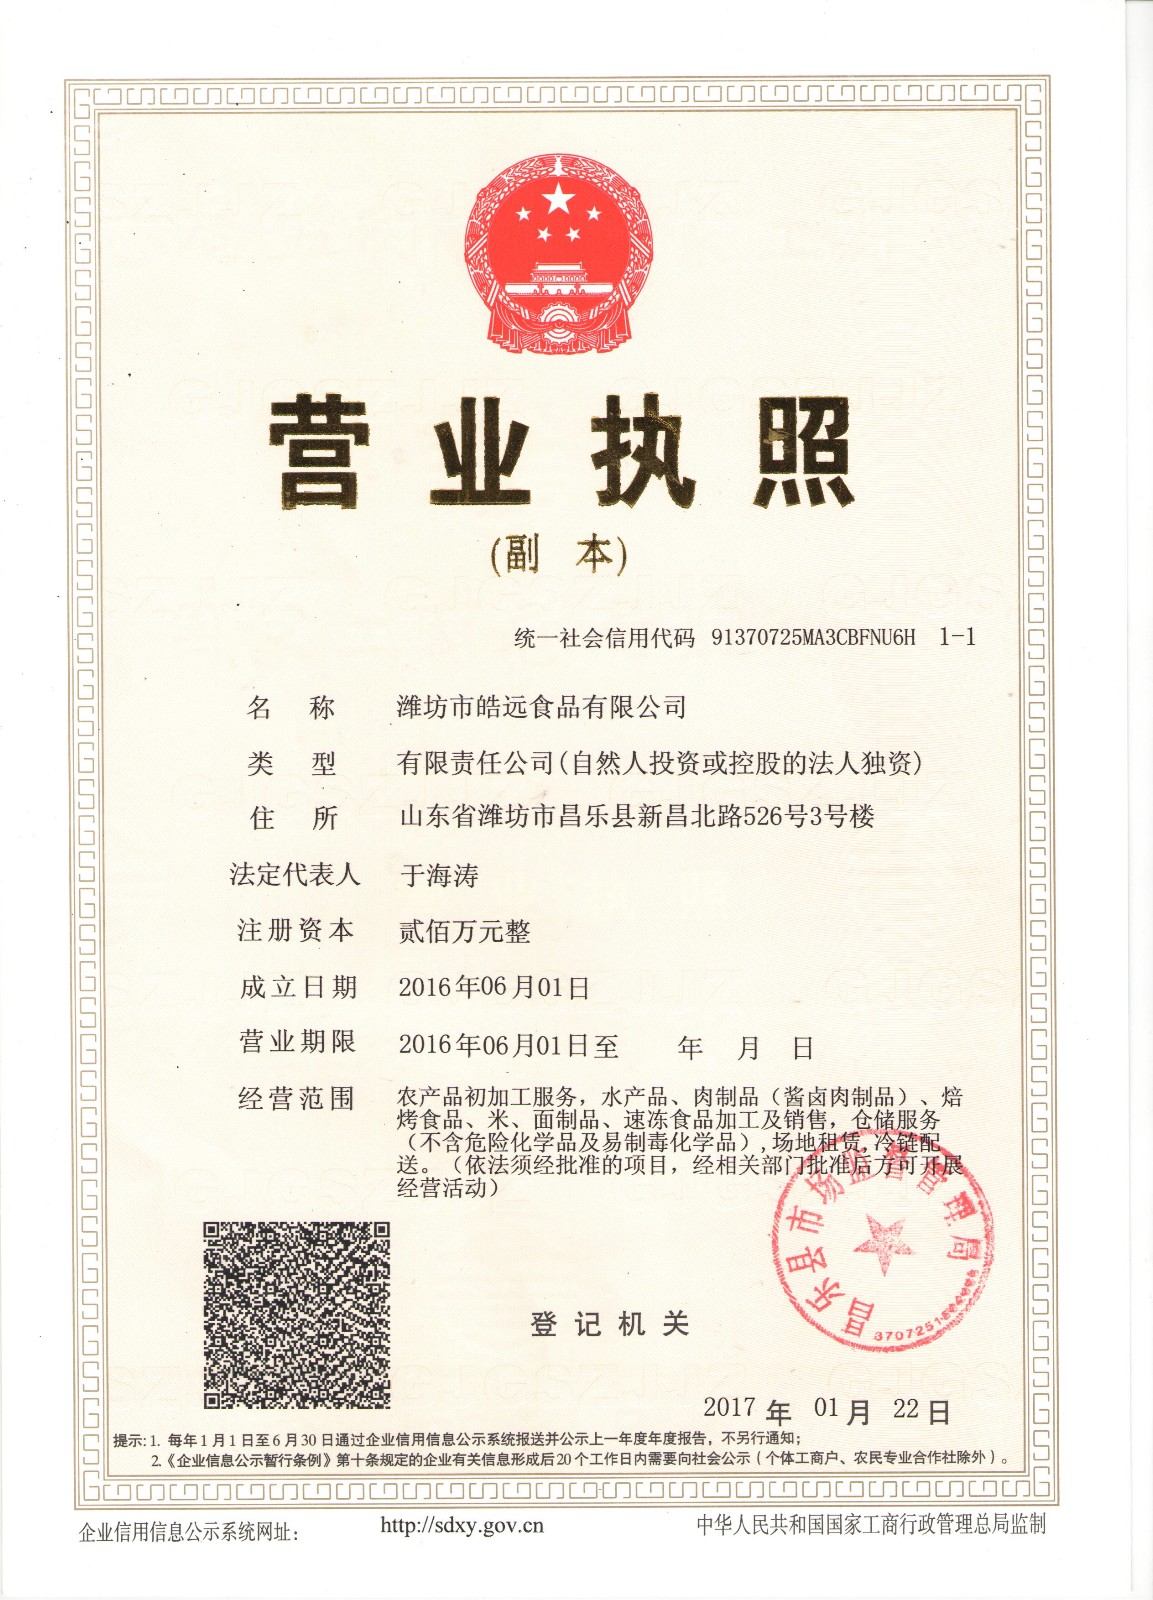 营业执照
(副 本)
统一社会信用代码 91370725MA3CBFNU6H 1-1
名 称 潍坊市皓远食品有限公司
类 型 有限责任公司(自然人投资或控股的法人独资)
住 所 山东省潍坊市昌乐县新昌北路526号3号楼
法定代表人 于海涛
注册资本 贰佰万元整
成立日期 2016年06月01日
营业期限 2016年06月01日至 年 月 日
经营范围 农产品初加工服务，水产品、肉制品（酱卤肉制品）、焙
烤食品、米、面制品、速冻食品加工及销售，仓储服务
（不含危险化学品及易制毒化学品）,场地租赁,冷链配
送。（依法须经批准的项目，经相关部门批准后方可开展
经营活动）
昌乐县市场监督管理局
3707251
登记机关
2017年 01月 22日
提示:1. 每年1月1日至6月30日通过企业信用信息公示系统报送并公示上一年度年度报告，不另行通知；
2.《企业信息公示暂行条例》第十条规定的企业有关信息形成后20个工作日内需要向社会公示（个体工商户、农民专业合作社除外）。
企业信用信息公示系统网址： http://sdxy.gov.cn 中华人民共和国国家工商行政管理总局监制